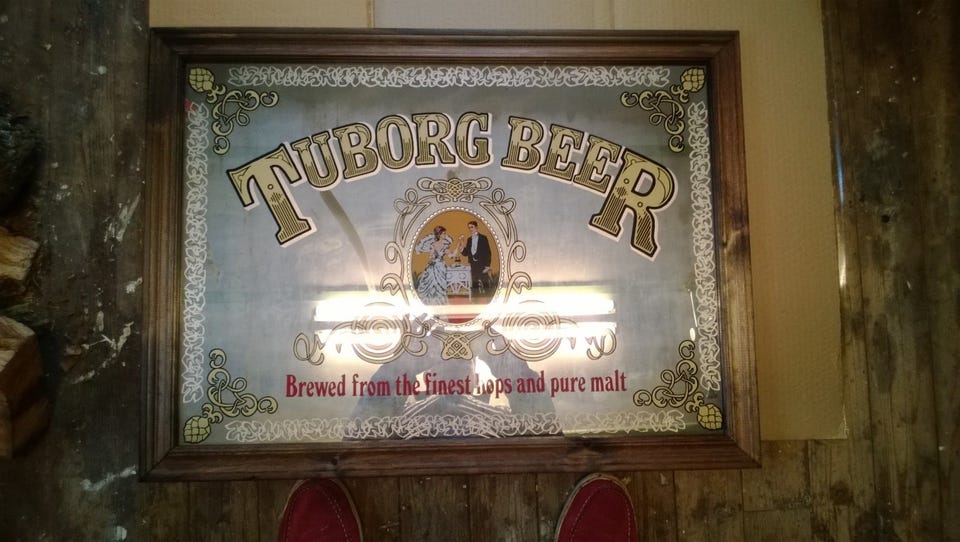 TUBORG BEER
Brewed from the finest hops and pure malt